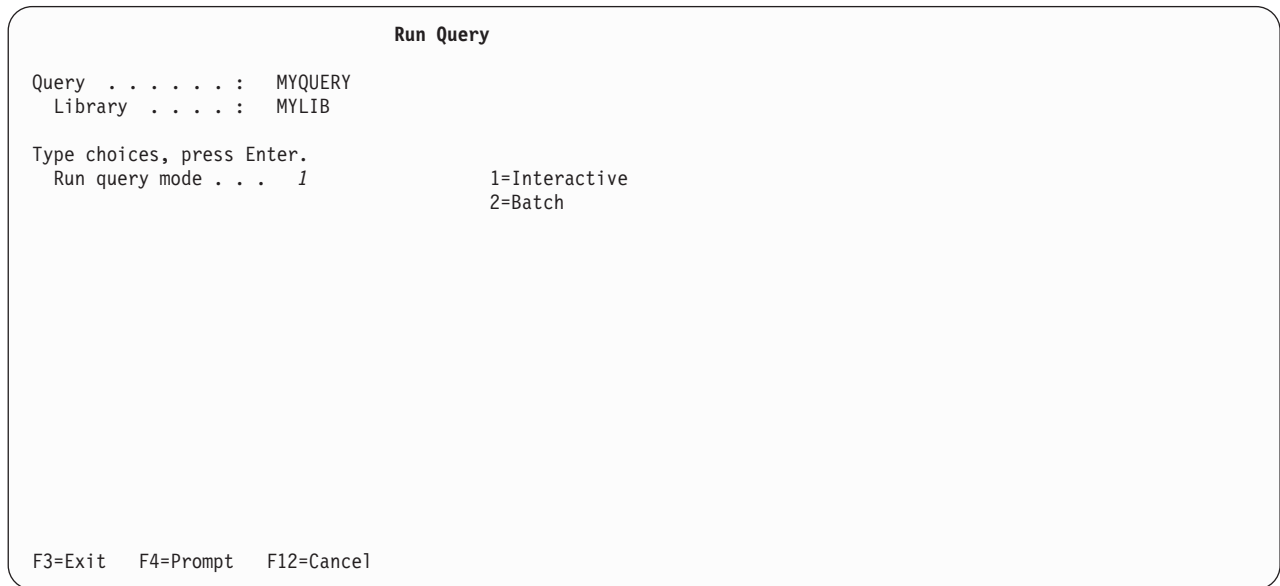 Run Query
Query . . . . . . : MYQUERY
Library . . . . : MYLIB
Type choices, press Enter.
Run query mode . . . 1 1=Interactive
2=Batch
F3=Exit F4=Prompt F12=Cancel